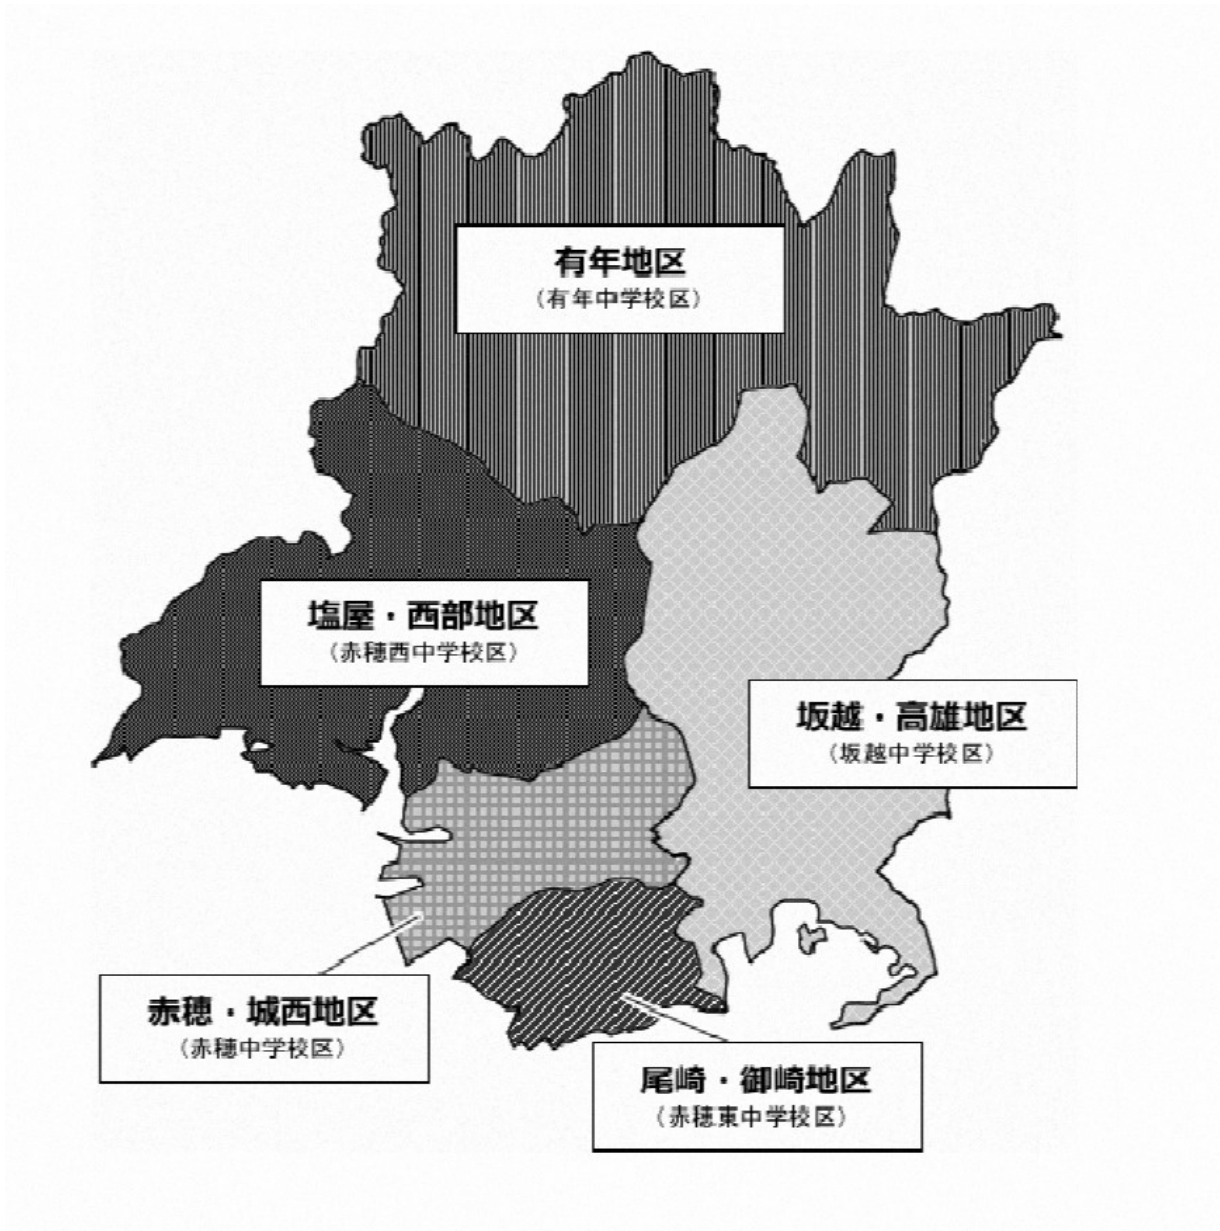 有年地区
（有年中学校区）
塩屋・西部地区
（赤穂西中学校区）
坂越・高雄地区
（坂越中学校区）
赤穂・城西地区
（赤穂中学校区）
尾崎・御崎地区
（赤穂東中学校区）